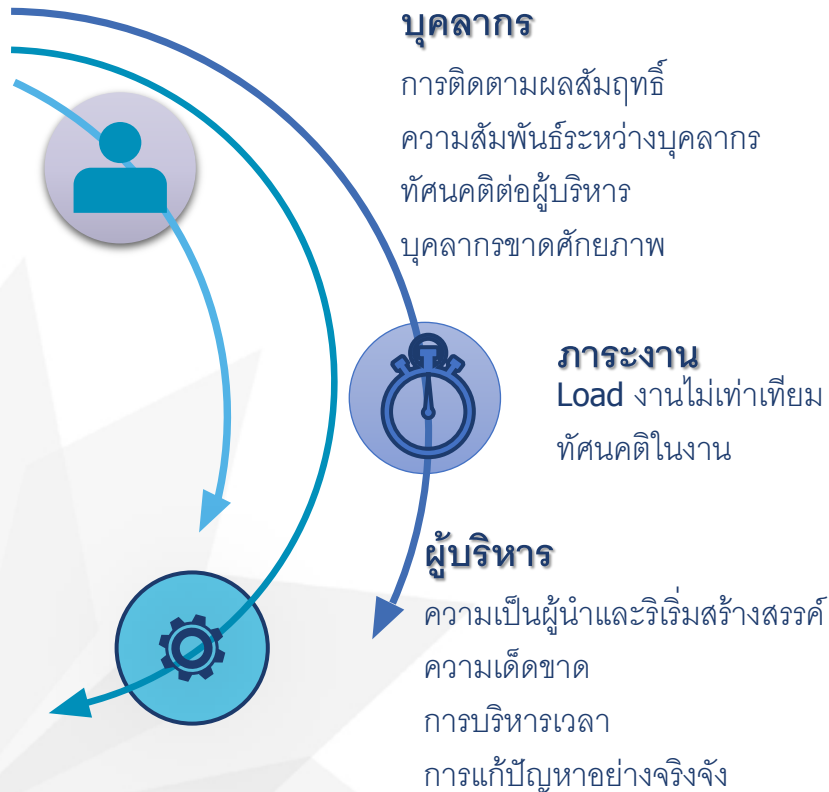 บุคลากร
การติดตามผลสัมฤทธิ์
ความสัมพันธ์ระหว่างบุคลากร
ทัศนคติต่อผู้บริหาร
บุคลากรขาดศักยภาพ
ภาระงาน
Load งานไม่เท่าเทียม
ทัศนคติในงาน
ผู้บริหาร
ความเป็นผู้นำและริเริ่มสร้างสรรค์
ความเด็ดขาด
การบริหารเวลา
การแก้ปัญหาอย่างจริงจัง